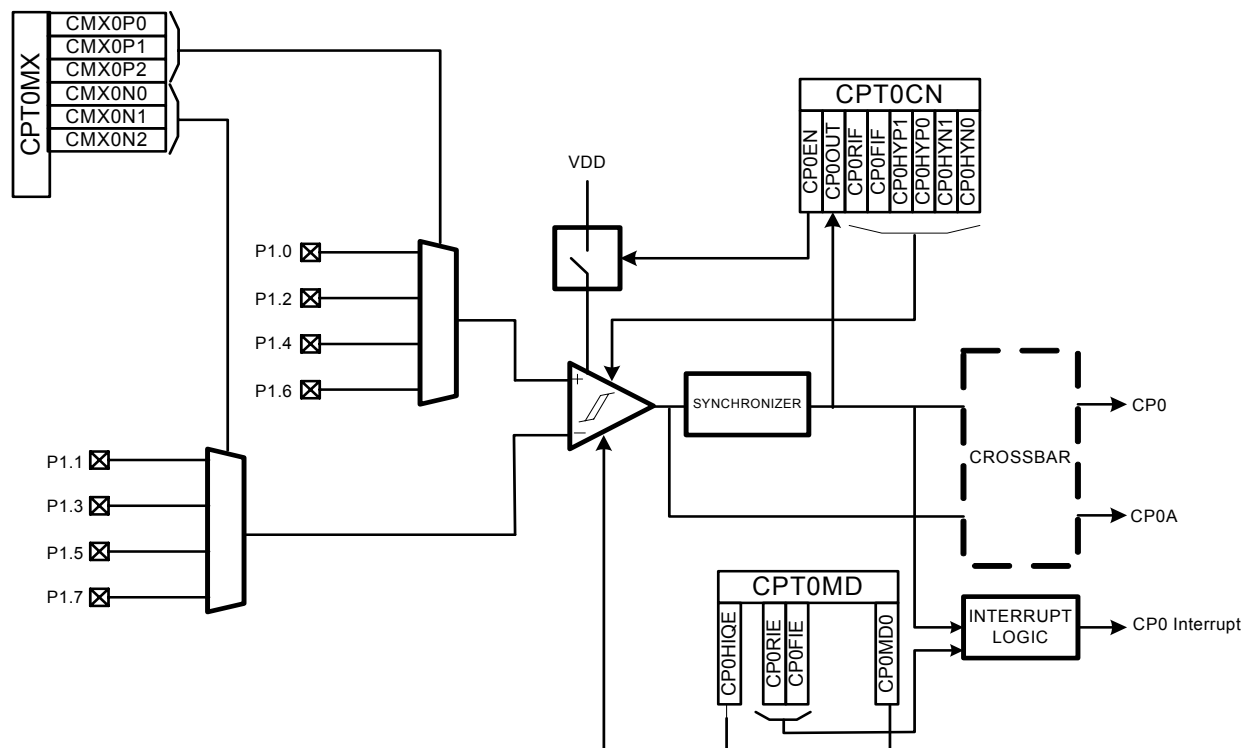 CPT0MX
CMX0P0
CMX0P1
CMX0P2
CMX0N0
CMX0N1
CMX0N2
CPT0CN
CP0EN
CP0OUT
CP0RIF
CP0FIF
CP0HYP1
CP0HYP0
CP0HYN1
CP0HYN0
VDD
P1.0
P1.2
P1.4
P1.6
+
−
SYNCHRONIZER
CROSSBAR
CP0
CP0A
P1.1
P1.3
P1.5
P1.7
CPT0MD
CP0HIQE
CP0RIE
CP0FIE
CP0MD0
INTERRUPT
LOGIC
CP0 Interrupt